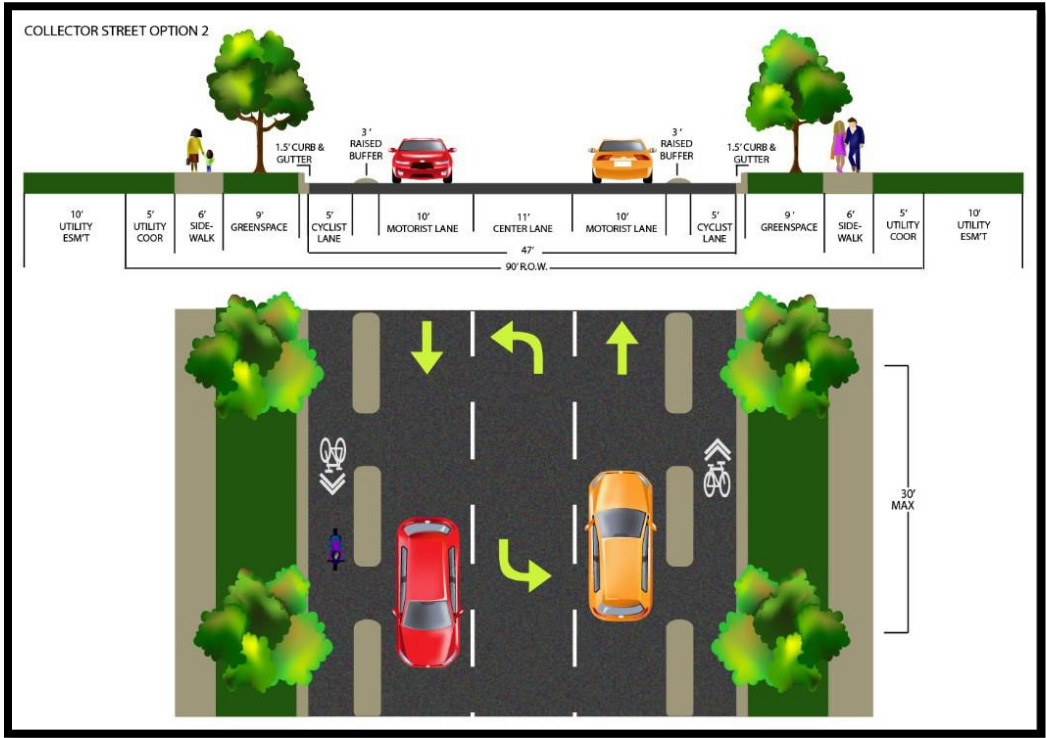 COLLECTOR STREET OPTION 2
1.5' CURB &
GUTTER
3 '
RAISED
BUFFER
3 '
RAISED
BUFFER
1.5' CURB &
GUTTER
10'
UTILITY
ESM'T
5'
UTILITY
COOR
6'
SIDE-
WALK
9'
GREENSPACE
5'
CYCLIST
LANE
10'
MOTORIST LANE
11'
CENTER LANE
10'
MOTORIST LANE
5'
CYCLIST
LANE
9 '
GREENSPACE
6'
SIDE-
WALK
5'
UTILITY
COOR
10'
UTILITY
ESM'T
47'
90' R.O.W.
30'
MAX